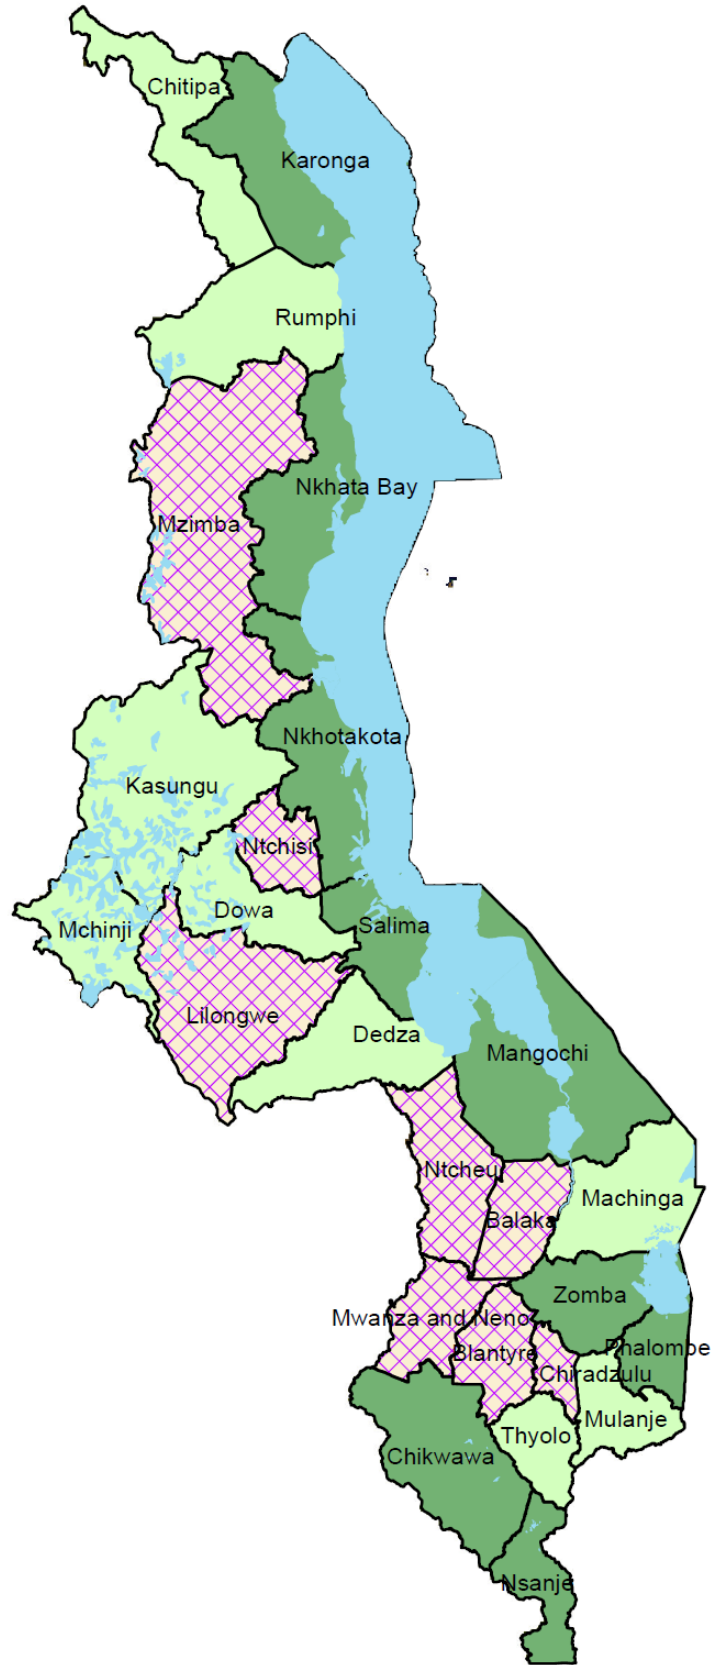 Chitipa
Karonga
Rumphi
Nkhata Bay
Mzimba
Nkhotakota
Kasungu
Ntchisi
Dowa
Salima
Mchinji
Lilongwe
Dedza
Mangochi
Ntcheu
Machinga
Balaka
Zomba
Mwanza and Neno
Phalombe
Blantyre
Chiradzulu
Mulanje
Thyolo
Chikwawa
Nsanje